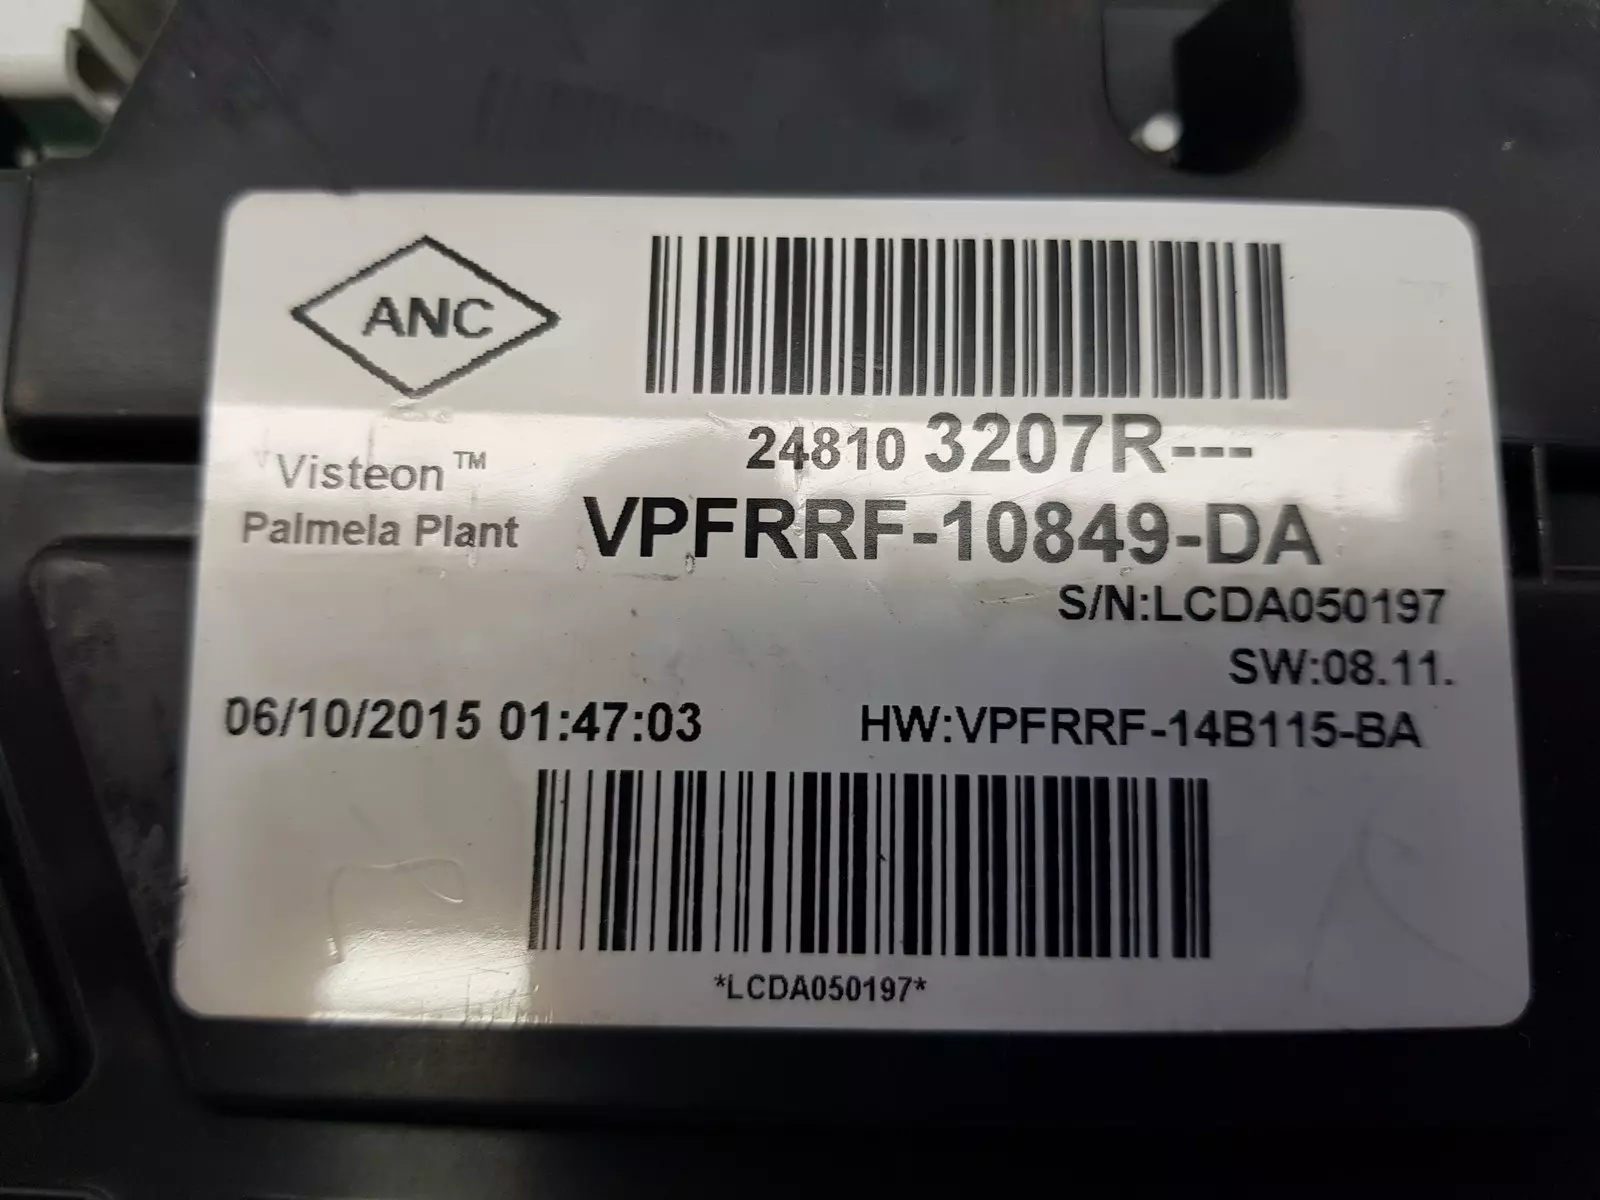 ANC
24810 3207R---
Visteon™
Palmela Plant
VPFRRF-10849-DA
S/N:LCDA050197
SW:08.11.
06/10/2015 01:47:03
HW:VPFRRF-14B115-BA
*LCDA050197*